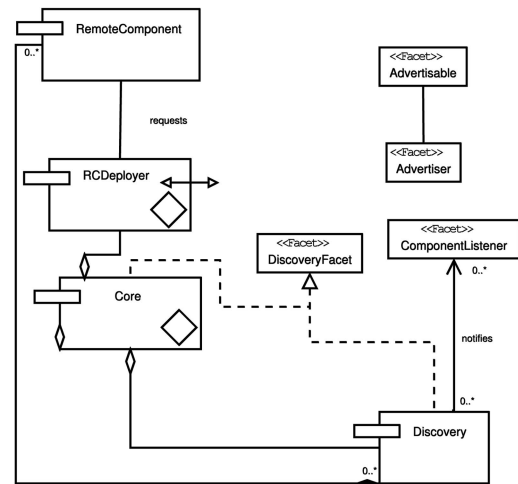 RemoteComponent
0..*
<<Facet>>
Advertisable
requests
<<Facet>>
Advertiser
RCDeployer
<<Facet>>
ComponentListener
<<Facet>>
DiscoveryFacet
0..*
Core
notifies
0..*
Discovery
0..*